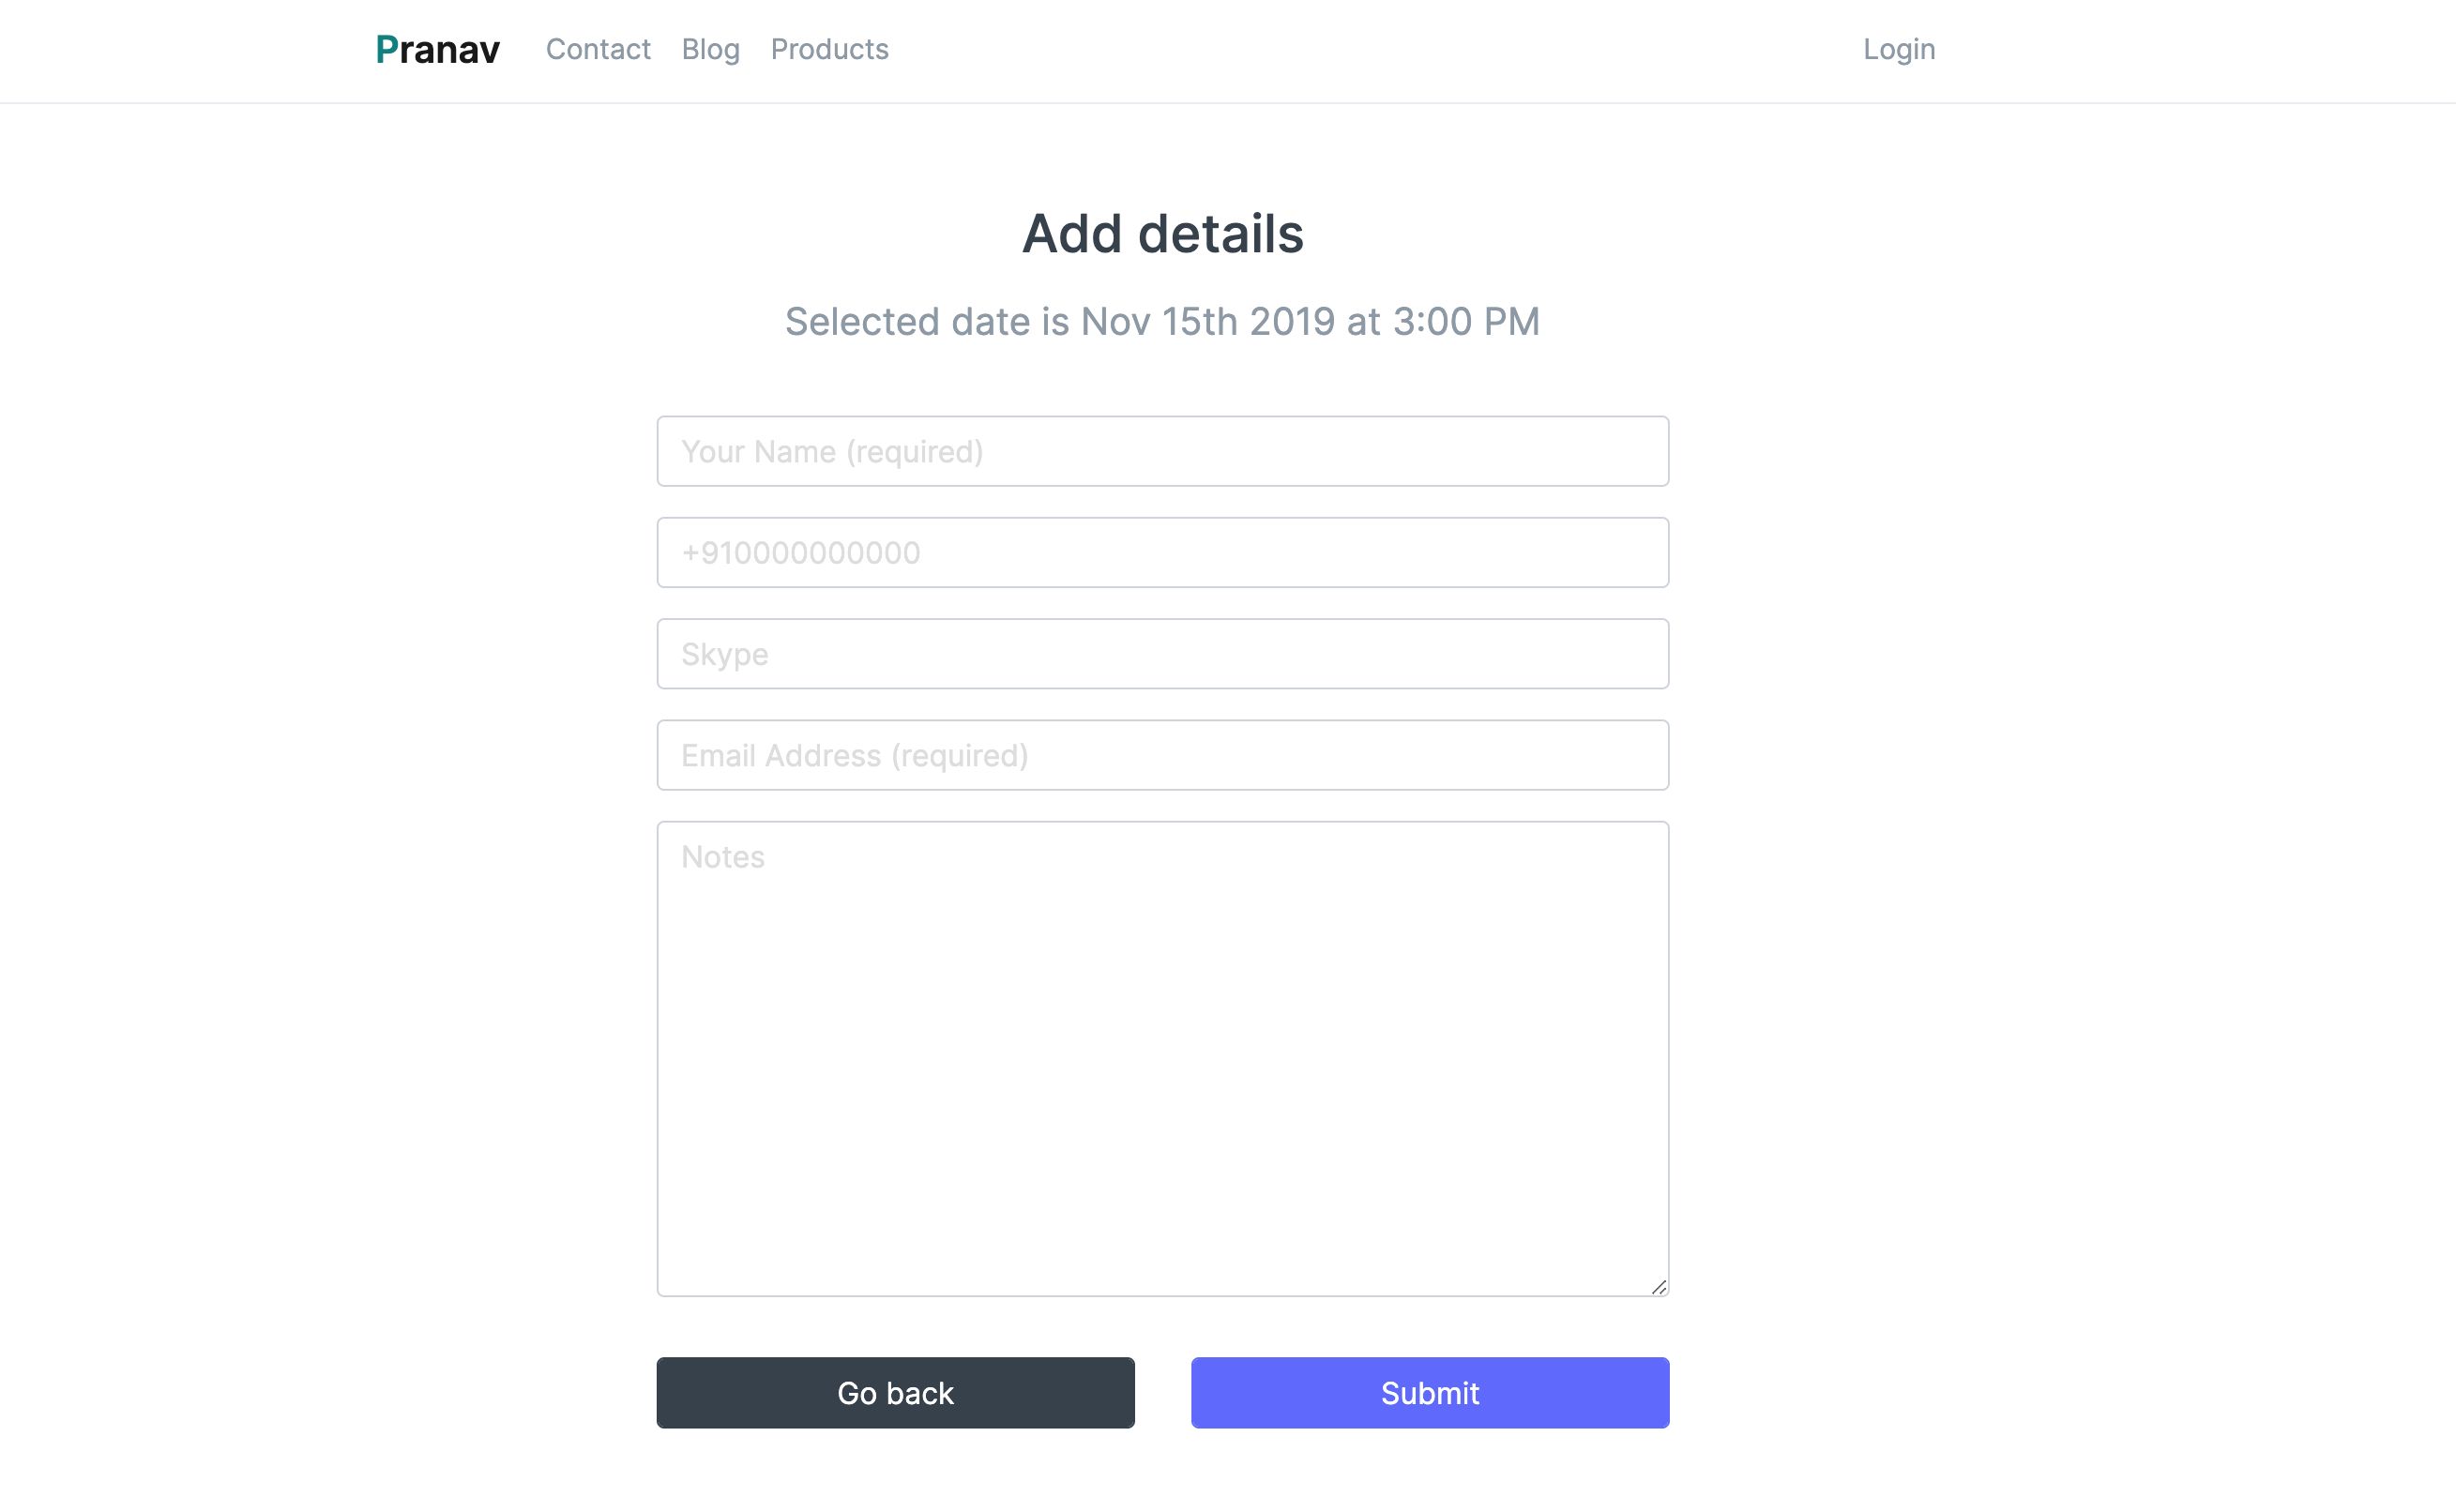 Pranav Contact Blog Products Login
Add details
Selected date is Nov 15th 2019 at 3:00 PM
Your Name (required)
+910000000000
Skype
Email Address (required)
Notes
Go back Submit